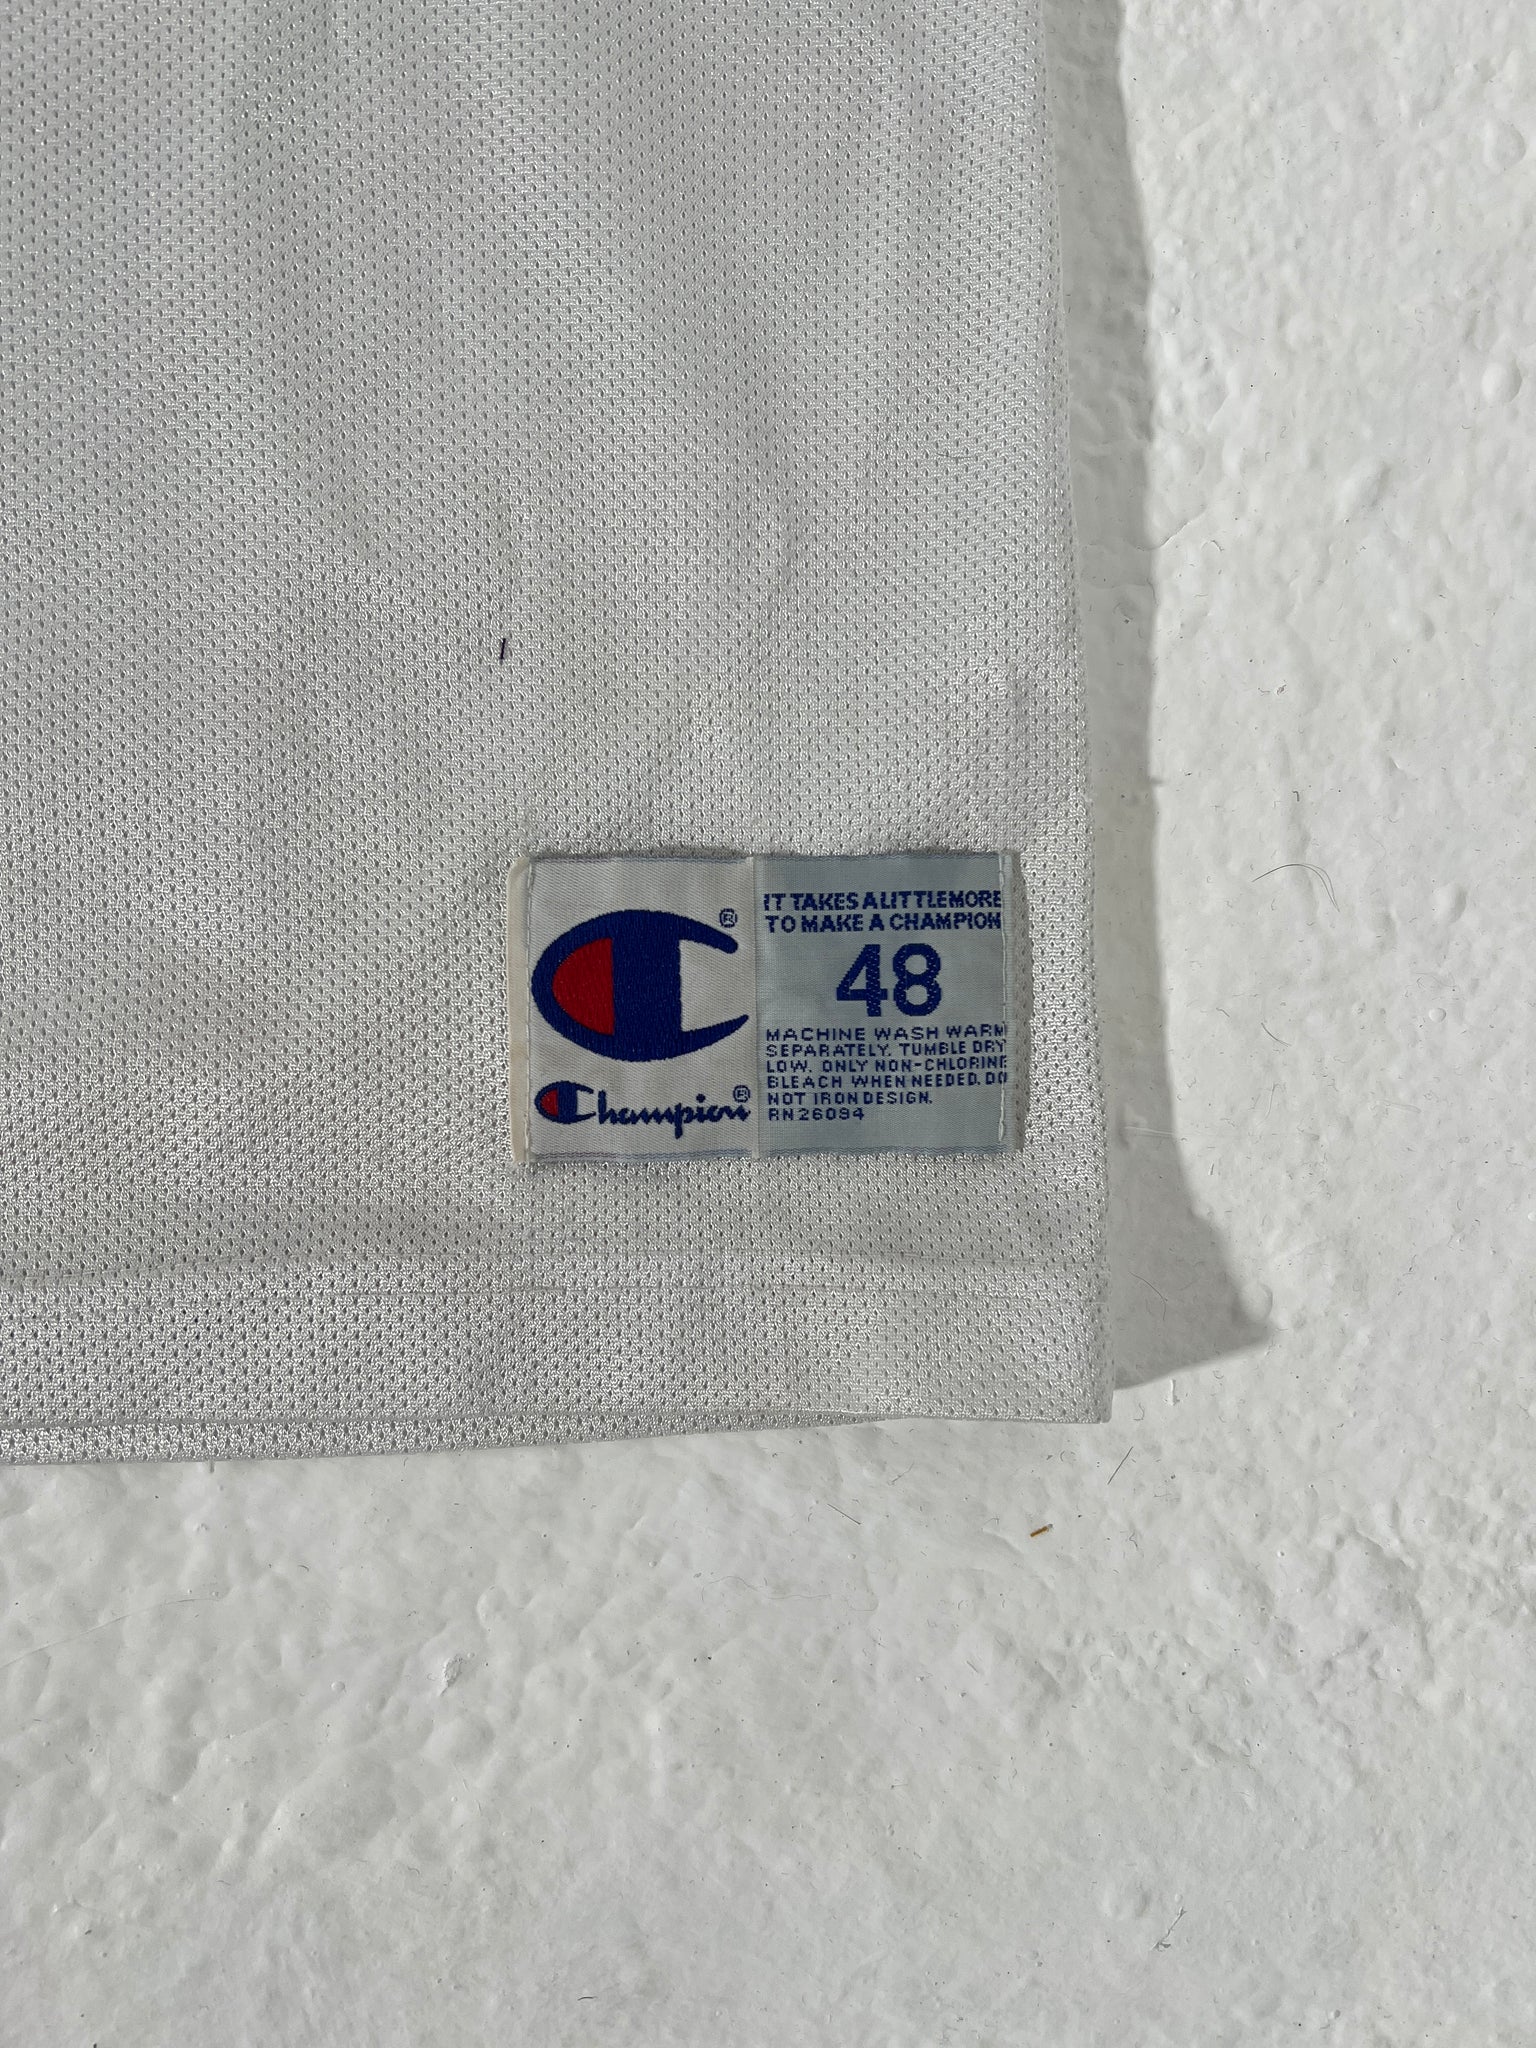 ®
Champion®
IT TAKES A LITTLE MORE
TO MAKE A CHAMPION
48
MACHINE WASH WARM
SEPARATELY. TUMBLE DRY
LOW. ONLY NON-CHLORINE
BLEACH WHEN NEEDED. DO
NOT IRON DESIGN.
RN26094